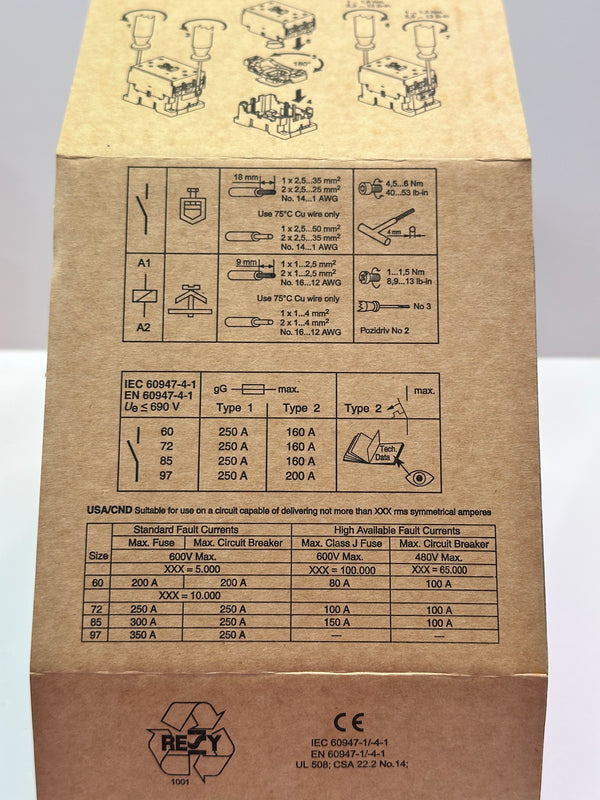 180°
18 mm
1 x 2,5...35 mm²
2 x 2,5...25 mm²
No. 14...1 AWG
Use 75°C Cu wire only
1 x 2,5...50 mm²
2 x 2,5...35 mm²
No. 14...1 AWG
4,5...6 Nm
40...53 lb-in
4 mm
A1
A2
9 mm
1 x 1...2,5 mm²
2 x 1...2,5 mm²
No. 16...12 AWG
Use 75°C Cu wire only
1 x 1...4 mm²
2 x 1...4 mm²
No. 16...12 AWG
1...1,5 Nm
8,9...13 lb-in
No 3
Pozidriv No 2
IEC 60947-4-1
EN 60947-4-1
Ue ≤ 690 V
gG max.
Type 1 Type 2
Type 2 max.
60 250 A 160 A
72 250 A 160 A
85 250 A 160 A
97 250 A 200 A
Tech.
Data
USA/CND Suitable for use on a circuit capable of delivering not more than XXX rms symmetrical amperes
Standard Fault Currents High Available Fault Currents
Size Max. Fuse Max. Circuit Breaker Max. Class J Fuse Max. Circuit Breaker
600V Max. 600V Max. 480V Max.
XXX = 5.000 XXX = 100.000 XXX = 65.000
60 200 A 200 A 80 A 100 A
XXX = 10.000
72 250 A 250 A 100 A 100 A
85 300 A 250 A 150 A 100 A
97 350 A 250 A — —
RESY
1001
CE
IEC 60947-1/-4-1
EN 60947-1/-4-1
UL 508; CSA 22.2 No.14;